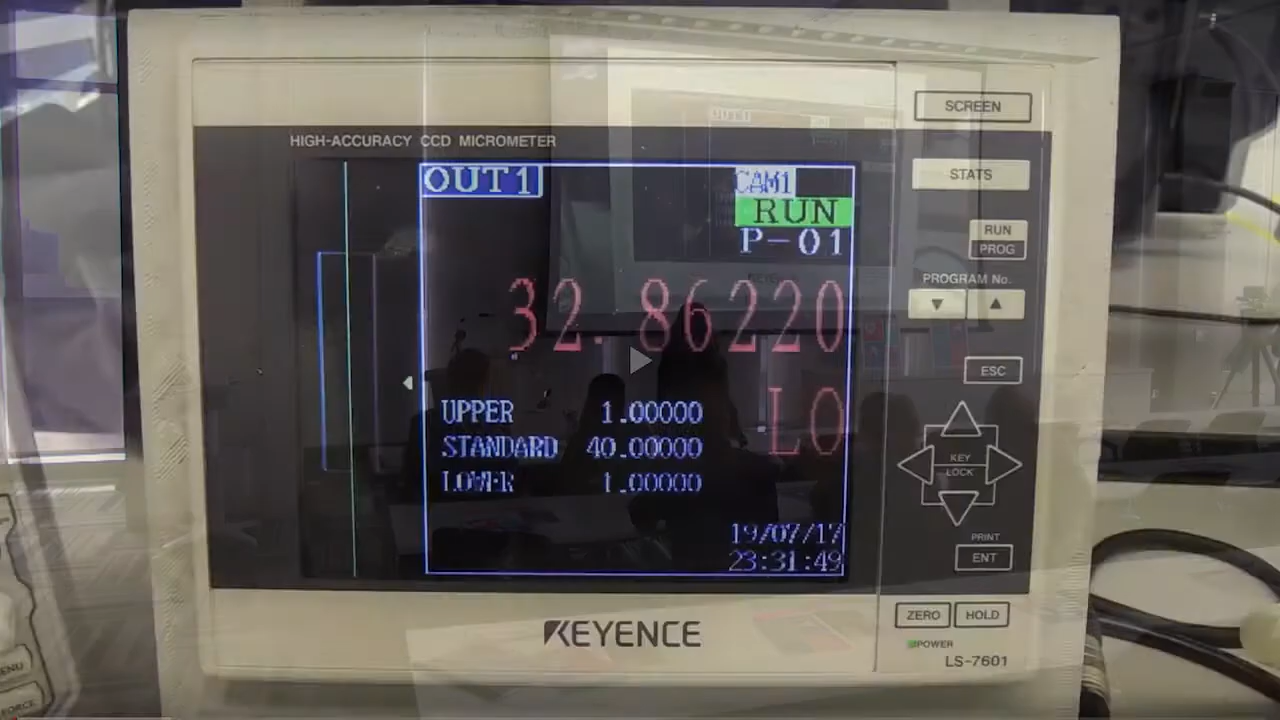 HIGH-ACCURACY CCD MICROMETER
OUT1
CAM1
RUN
P-01
32.86220
LO
UPPER 1.00000
STANDARD 40.00000
LOWER 1.00000
19/07/17
23:31:49
KEYENCE
SCREEN
STATS
RUN
PROG
PROGRAM No.
ESC
KEY
LOCK
PRINT
ENT
ZERO HOLD
POWER
LS-7601